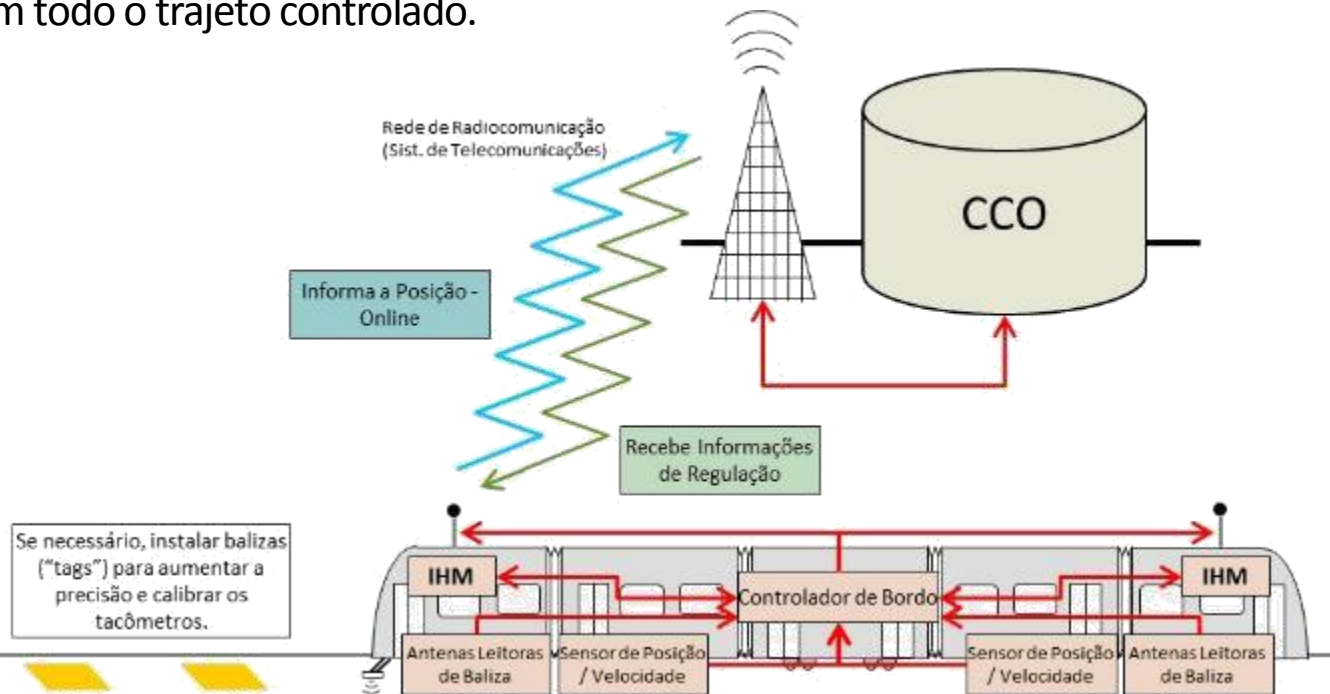 m todo o trajeto controlado.
Rede de Radiocomunicação
(Sist. de Telecomunicações)
CCO
Informa a Posição -
Online
Recebe Informações
de Regulação
Se necessário, instalar balizas
("tags") para aumentar a
precisão e calibrar os
tacômetros.
IHM
IHM
Controlador de Bordo
Antenas Leitoras
de Baliza
Sensor de Posição
/ Velocidade
Sensor de Posição
/ Velocidade
Antenas Leitoras
de Baliza